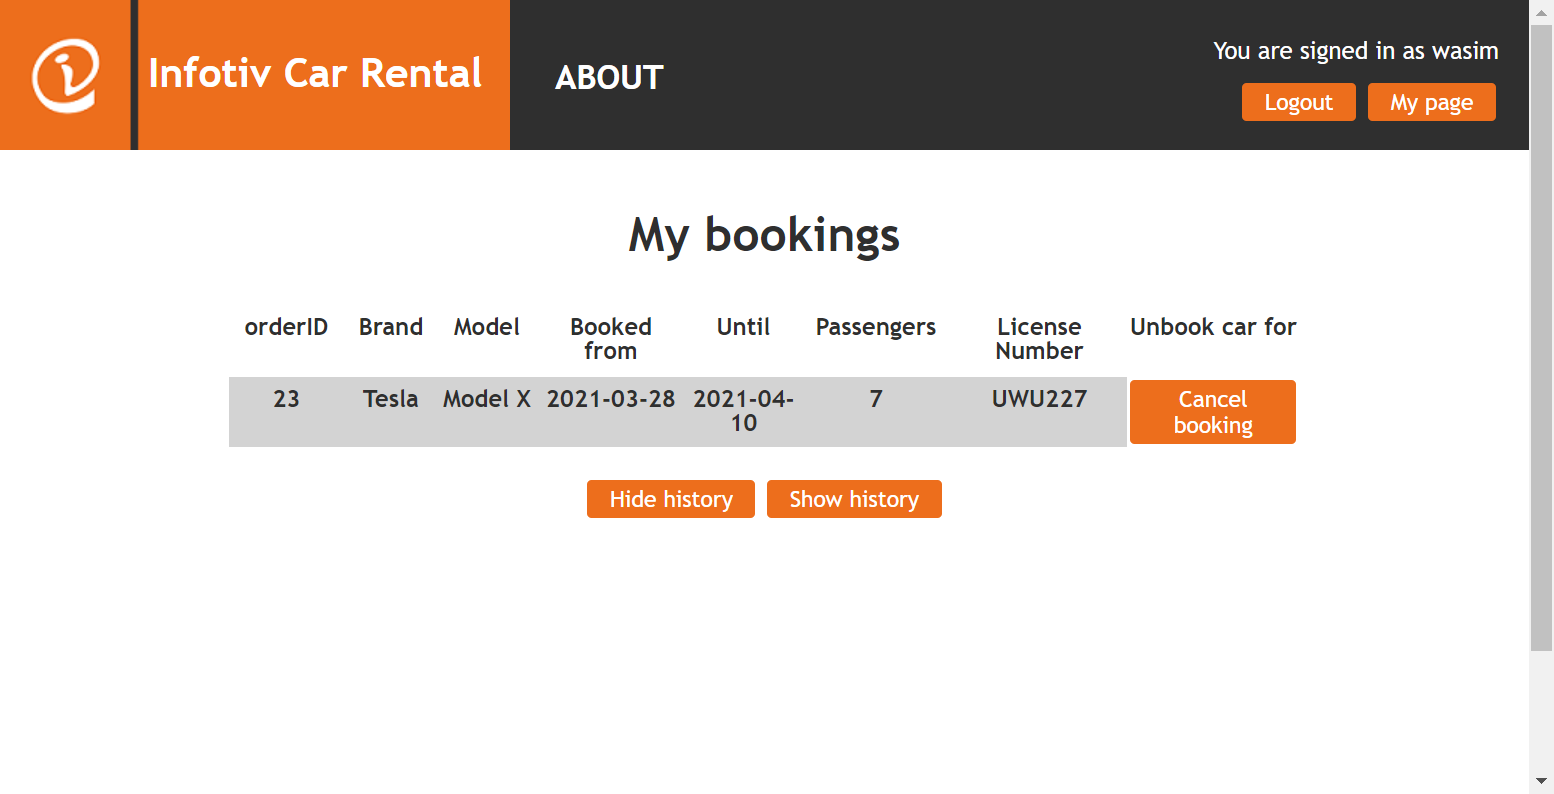 Infotiv Car Rental
ABOUT
You are signed in as wasim
Logout My page
My bookings
orderID Brand Model Booked from Until Passengers License Number Unbook car for
23 Tesla Model X 2021-03-28 2021-04-10 7 UWU227 Cancel booking
Hide history Show history